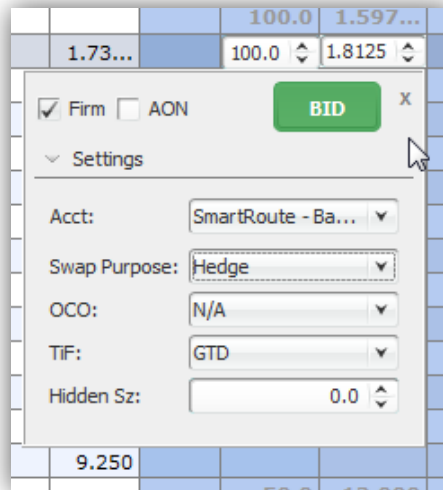 100.0 1.597...
1.73... 100.0 1.8125
Firm AON BID x
Settings
Acct: SmartRoute - Ba...
Swap Purpose: Hedge
OCO: N/A
TiF: GTD
Hidden Sz: 0.0
9.250